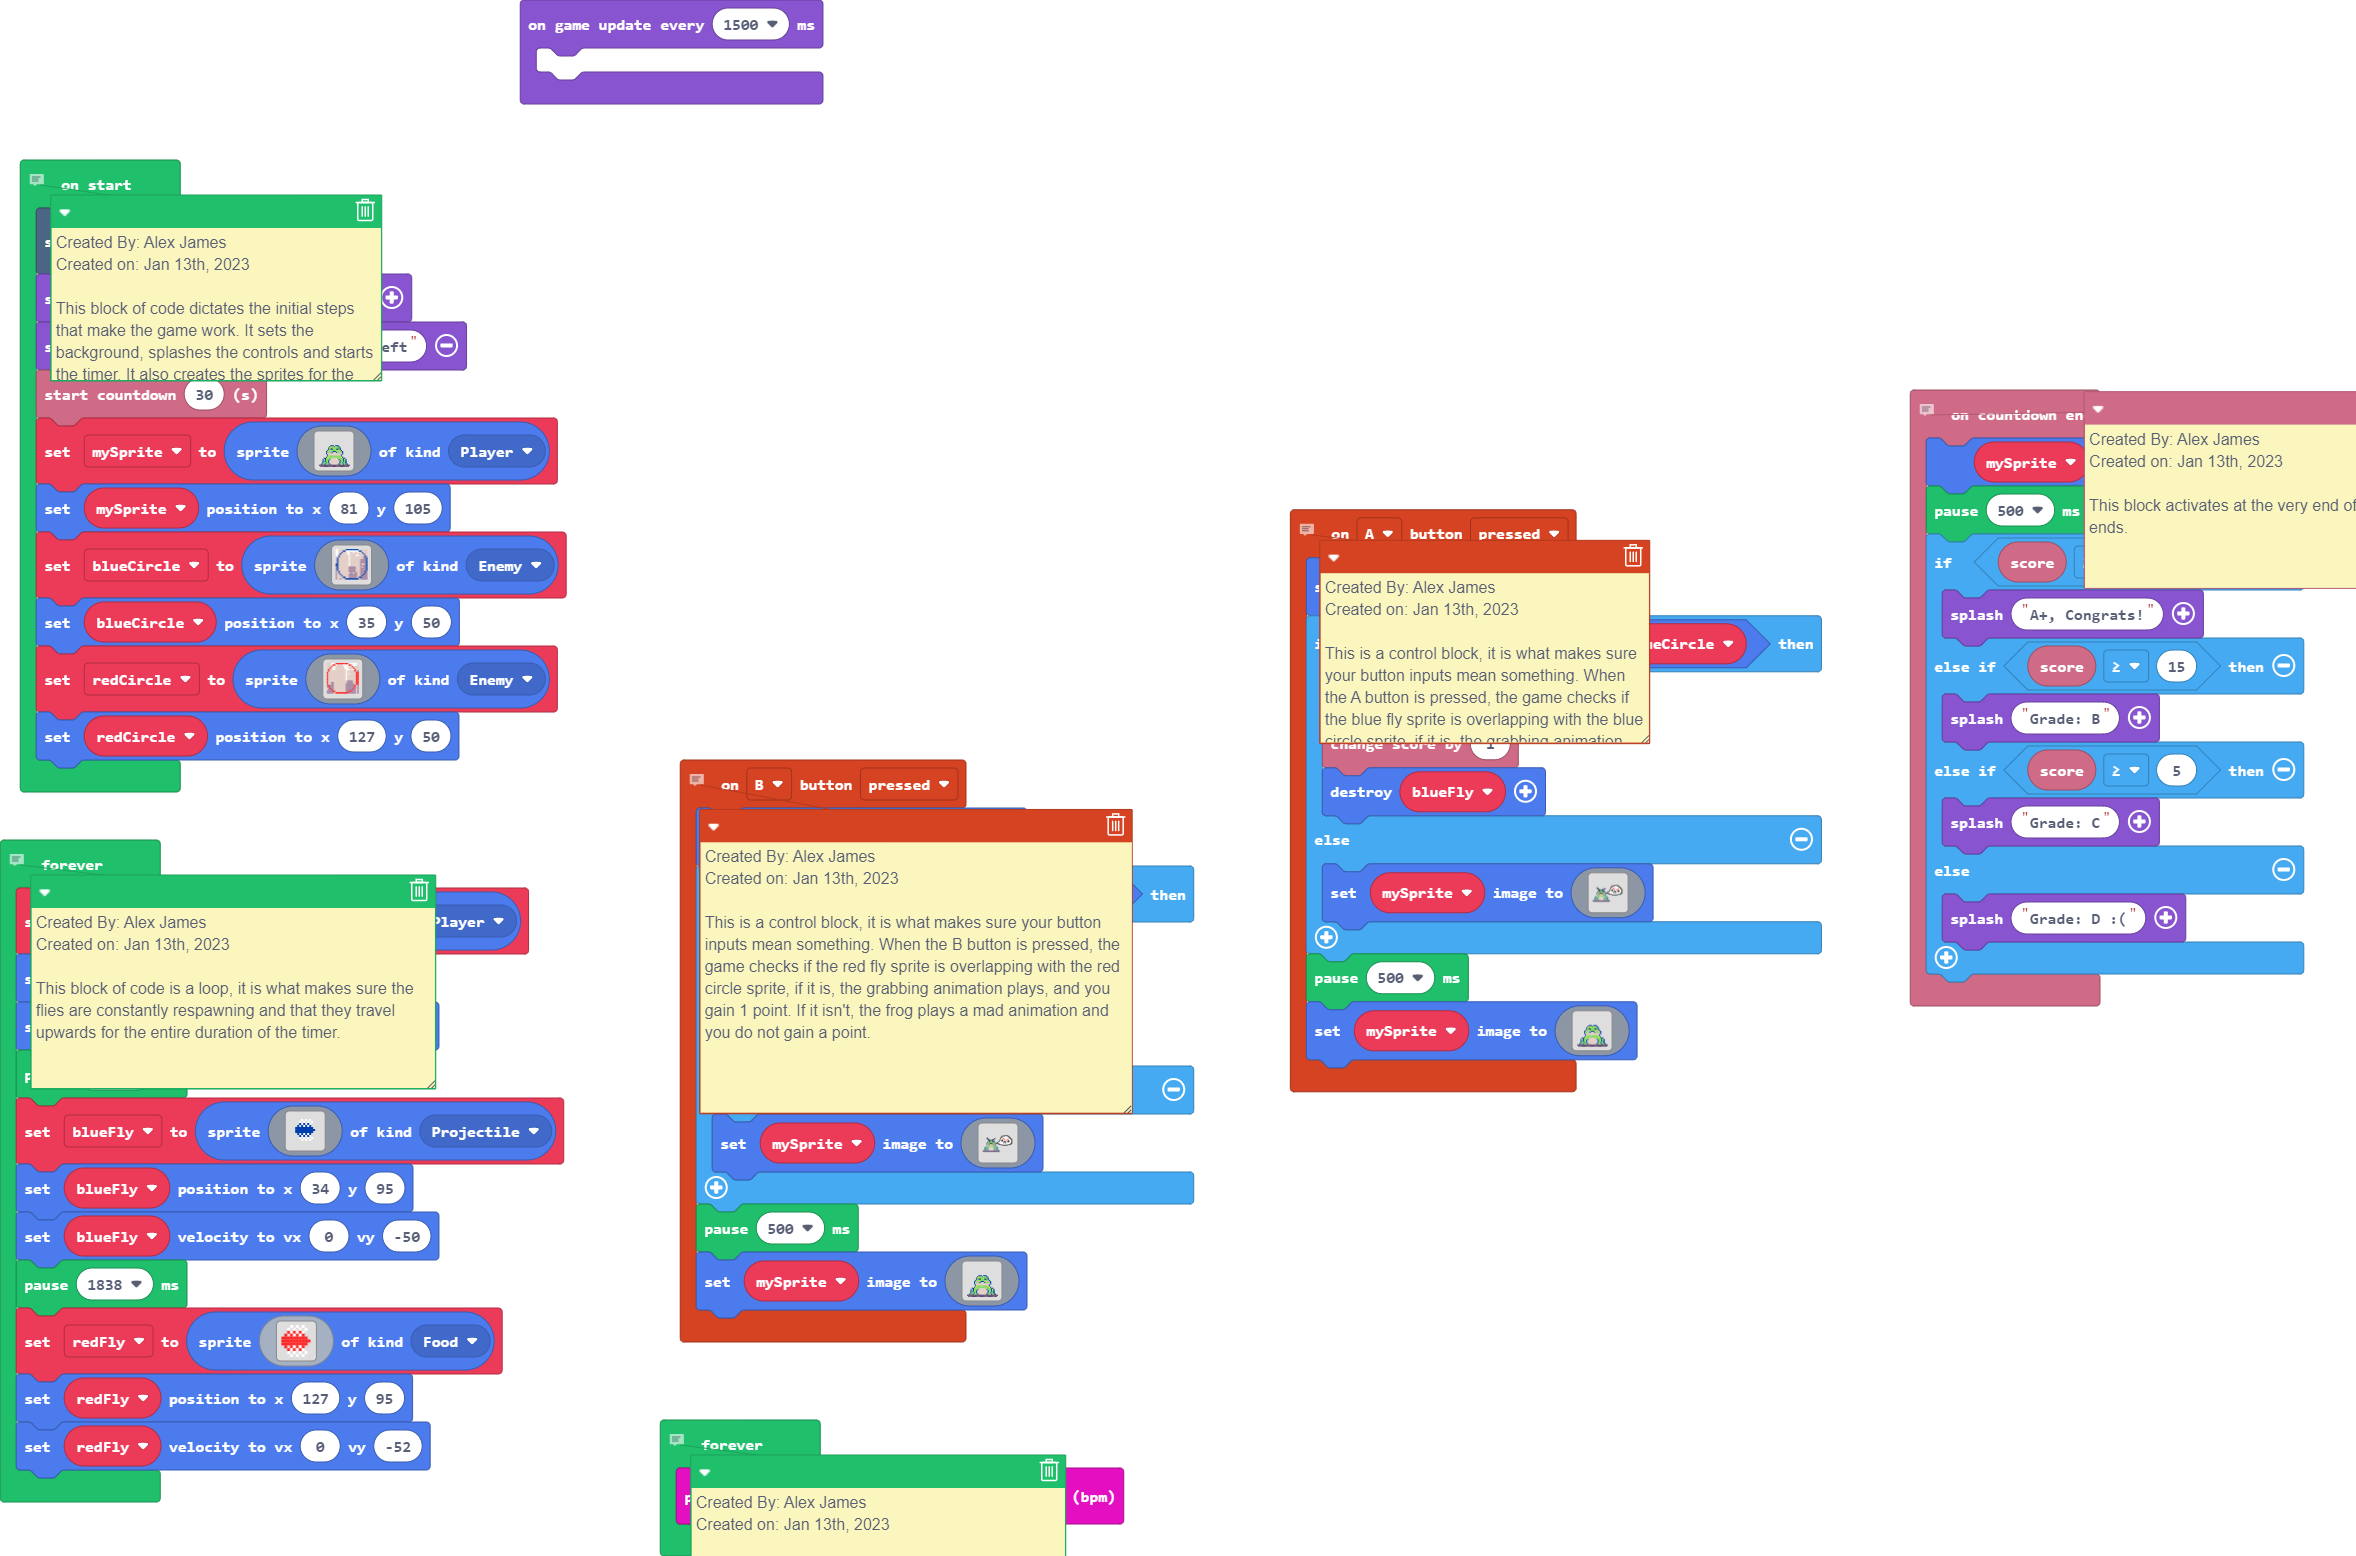 on game update every 1500 ms
on start
Created By: Alex James
Created on: Jan 13th, 2023
This block of code dictates the initial steps
that make the game work. It sets the
background, splashes the controls and starts
the timer. It also creates the sprites for the
eft"
start countdown 30 (s)
set mySprite to sprite of kind Player
set mySprite position to x 81 y 105
set blueCircle to sprite of kind Enemy
set blueCircle position to x 35 y 50
set redCircle to sprite of kind Enemy
set redCircle position to x 127 y 50
forever
Created By: Alex James
Created on: Jan 13th, 2023
This block of code is a loop, it is what makes sure the
flies are constantly respawning and that they travel
upwards for the entire duration of the timer.
Player
set blueFly to sprite of kind Projectile
set blueFly position to x 34 y 95
set blueFly velocity to vx 0 vy -50
pause 1838 ms
set redFly to sprite of kind Food
set redFly position to x 127 y 95
set redFly velocity to vx 0 vy -52
on B button pressed
Created By: Alex James
Created on: Jan 13th, 2023
This is a control block, it is what makes sure your button
inputs mean something. When the B button is pressed, the
game checks if the red fly sprite is overlapping with the red
circle sprite, if it is, the grabbing animation plays, and you
gain 1 point. If it isn't, the frog plays a mad animation and
you do not gain a point.
then
set mySprite image to
pause 500 ms
set mySprite image to
forever
Created By: Alex James
Created on: Jan 13th, 2023
(bpm)
on A button pressed
Created By: Alex James
Created on: Jan 13th, 2023
This is a control block, it is what makes sure
your button inputs mean something. When
the A button is pressed, the game checks if
the blue fly sprite is overlapping with the blue
circle sprite, if it is, the grabbing animation
ueCircle then
change score by 1
destroy blueFly
else
set mySprite image to
pause 500 ms
set mySprite image to
on countdown en
Created By: Alex James
Created on: Jan 13th, 2023
This block activates at the very end of
ends.
mySprite
pause 500 ms
if score
splash "A+, Congrats!"
else if score ≥ 15 then
splash "Grade: B"
else if score ≥ 5 then
splash "Grade: C"
else
splash "Grade: D :("